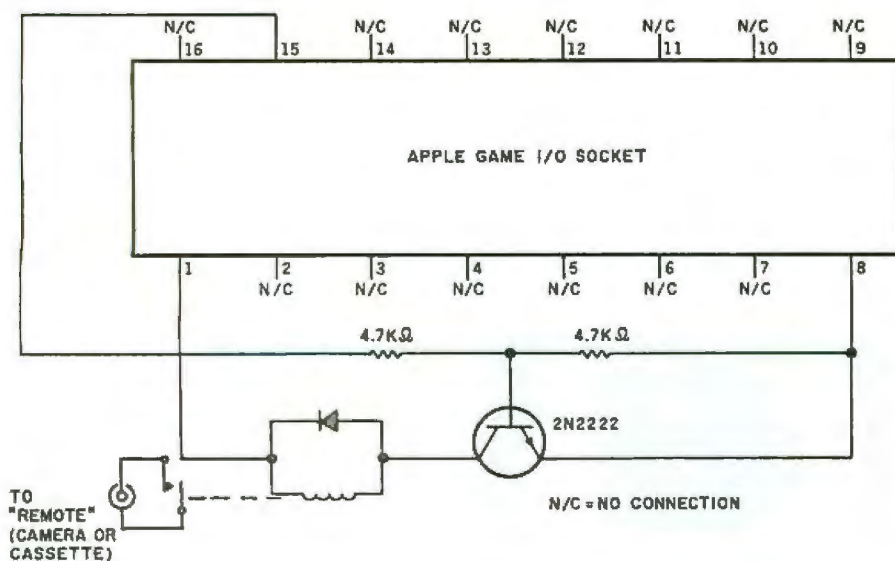 N/C N/C N/C N/C N/C N/C N/C
16 15 14 13 12 11 10 9
APPLE GAME I/O SOCKET
1 2 3 4 5 6 7 8
N/C N/C N/C N/C N/C N/C
4.7KΩ 4.7KΩ
2N2222
N/C = NO CONNECTION
TO
"REMOTE"
(CAMERA OR
CASSETTE)